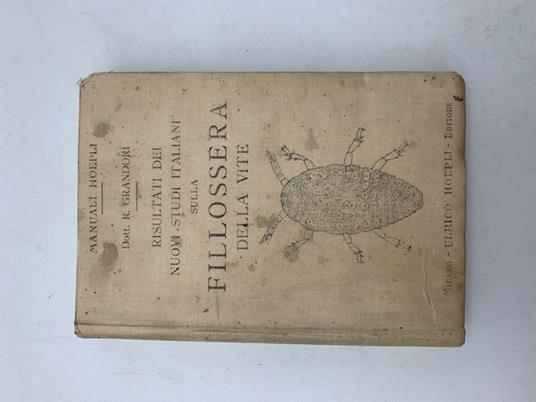 MANUALI HOEPLI
Dott. R. GRANDORI
RISULTATI DEI
NUOVI STUDI ITALIANI
SULLA
FILLOSSERA
DELLA VITE
MILANO - ULRICO HOEPLI - EDITORE